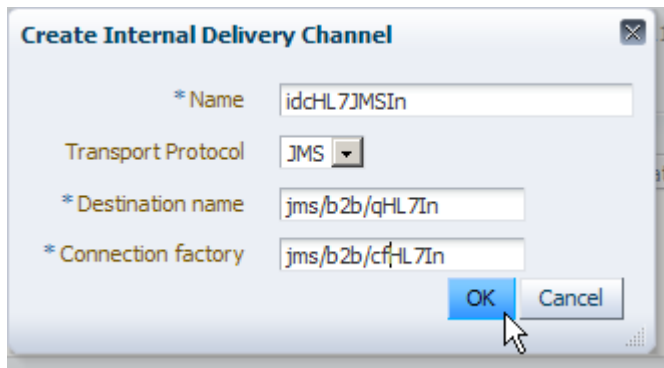 Create Internal Delivery Channel
* Name idcHL7JMSIn
Transport Protocol JMS
* Destination name jms/b2b/qHL7In
* Connection factory jms/b2b/cfHL7In
OK Cancel